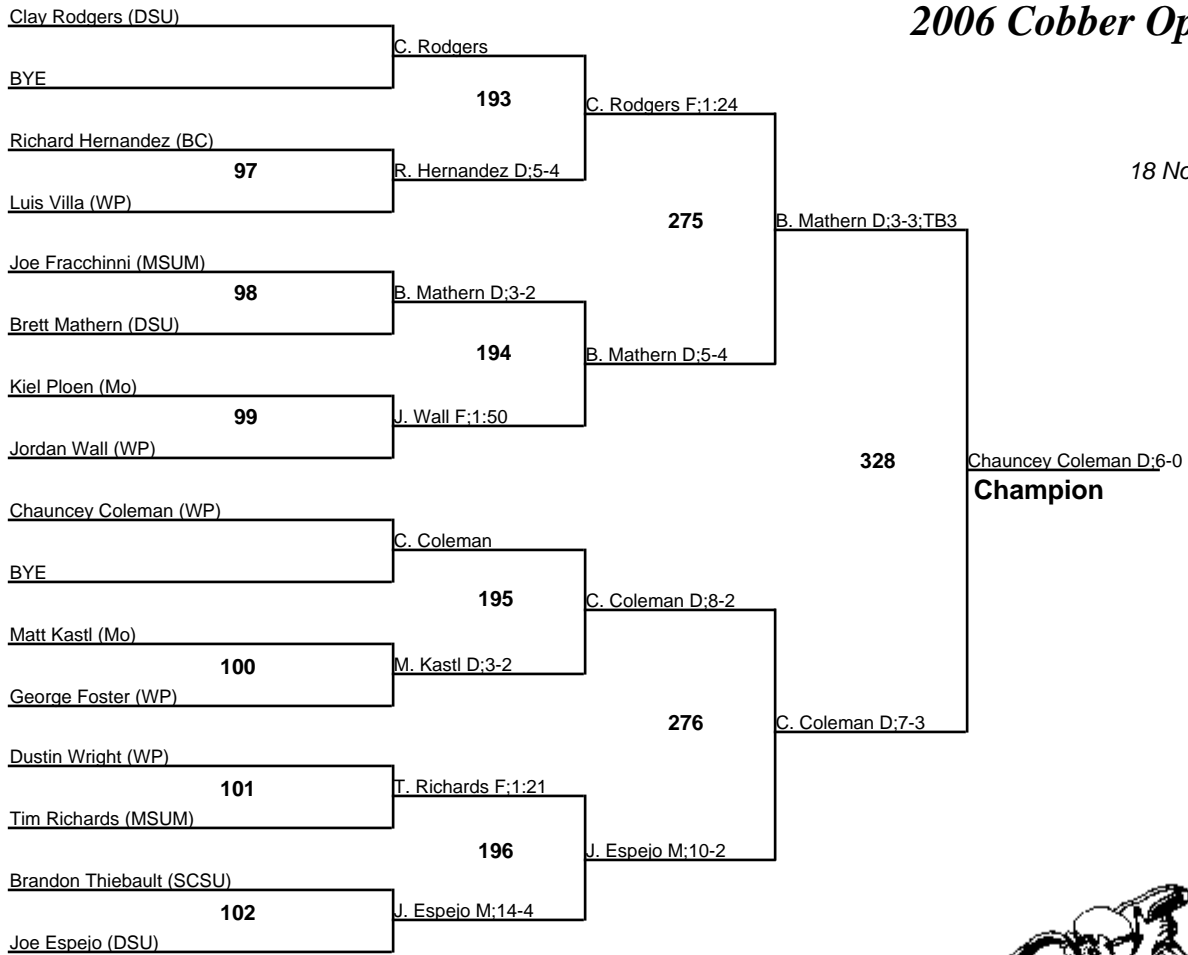 Clay Rodgers (DSU)
2006 Cobber Op
C. Rodgers
BYE
193
C. Rodgers F;1:24
Richard Hernandez (BC)
97
R. Hernandez D;5-4
18 No
Luis Villa (WP)
275
B. Mathern D;3-3;TB3
Joe Fracchinni (MSUM)
98
B. Mathern D;3-2
Brett Mathern (DSU)
194
B. Mathern D;5-4
Kiel Ploen (Mo)
99
J. Wall F;1:50
Jordan Wall (WP)
328
Chauncey Coleman D;6-0
Champion
Chauncey Coleman (WP)
C. Coleman
BYE
195
C. Coleman D;8-2
Matt Kastl (Mo)
100
M. Kastl D;3-2
George Foster (WP)
276
C. Coleman D;7-3
Dustin Wright (WP)
101
T. Richards F;1:21
Tim Richards (MSUM)
196
J. Espejo M;10-2
Brandon Thiebault (SCSU)
102
J. Espejo M;14-4
Joe Espejo (DSU)